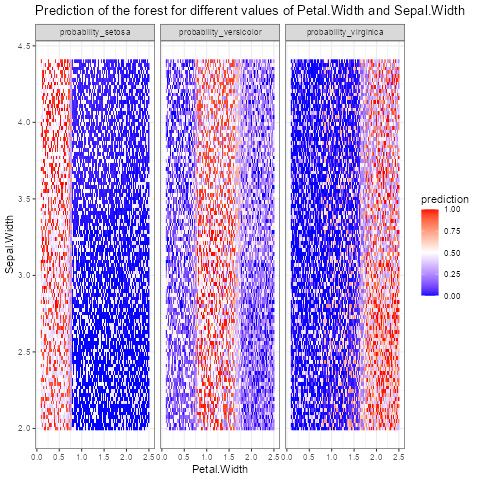 Prediction of the forest for different values of Petal.Width and Sepal.Width
probability_setosa probability_versicolor probability_virginica
4.5
4.0
3.5
3.0
2.5
2.0
Sepal.Width
0.0 0.5 1.0 1.5 2.0 2.5 0.0 0.5 1.0 1.5 2.0 2.5 0.0 0.5 1.0 1.5 2.0 2.5
Petal.Width
prediction
1.00
0.75
0.50
0.25
0.00